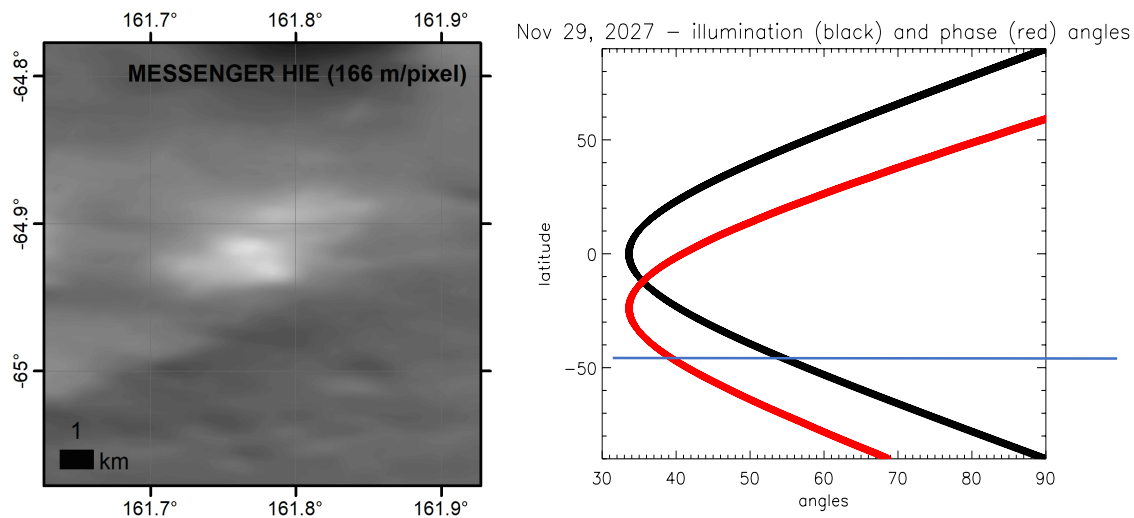 161.7° 161.8° 161.9°
MESSENGER HIE (166 m/pixel)
-64.8°
-64.9°
-65°
1
km
161.7° 161.8° 161.9°
Nov 29, 2027 − illumination (black) and phase (red) angles
latitude
50
0
−50
30 40 50 60 70 80 90
angles